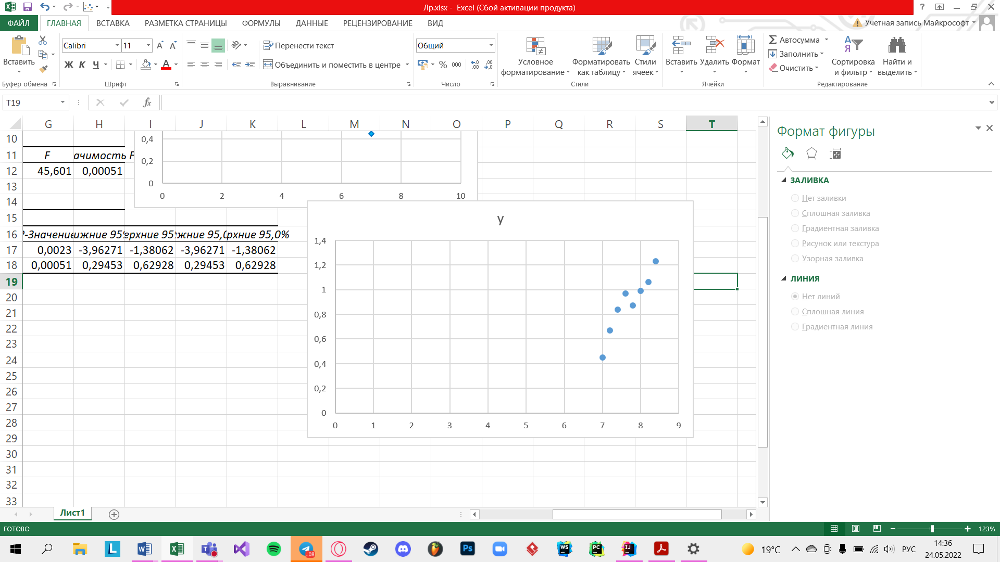 Лр.xlsx - Excel (Сбой активации продукта)
ФАЙЛ ГЛАВНАЯ ВСТАВКА РАЗМЕТКА СТРАНИЦЫ ФОРМУЛЫ ДАННЫЕ РЕЦЕНЗИРОВАНИЕ ВИД Учетная запись Майкрософт
Calibri 11 Перенести текст Общий
Вставить
Ж К Ч Объединить и поместить в центре % 000
Условное форматирование
Форматировать как таблицу
Стили ячеек
Вставить Удалить Формат
Автосумма
Заполнить
Очистить
Сортировка и фильтр
Найти и выделить
Буфер обмена Шрифт Выравнивание Число Стили Ячейки Редактирование
T19 fx
G H I J K L M N O P Q R S T
10
11 F ачимость F
12 45,601 0,00051
13
14
15
16 Р-Значение ижние 95% ерхние 95% жние 95,0 рхние 95,0%
17 0,0023 -3,96271 -1,38062 -3,96271 -1,38062
18 0,00051 0,29453 0,62928 0,29453 0,62928
19
20
21
22
23
24
25
26
27
28
29
30
31
32
33
0,4
0,2
0
0 2 4 6 8 10
y
1,4
1,2
1
0,8
0,6
0,4
0,2
0
0 1 2 3 4 5 6 7 8 9
Формат фигуры
ЗАЛИВКА
Нет заливки
Сплошная заливка
Градиентная заливка
Рисунок или текстура
Узорная заливка
ЛИНИЯ
Нет линий
Сплошная линия
Градиентная линия
Лист1
ГОТОВО 123%
19°C РУС 14:36
24.05.2022